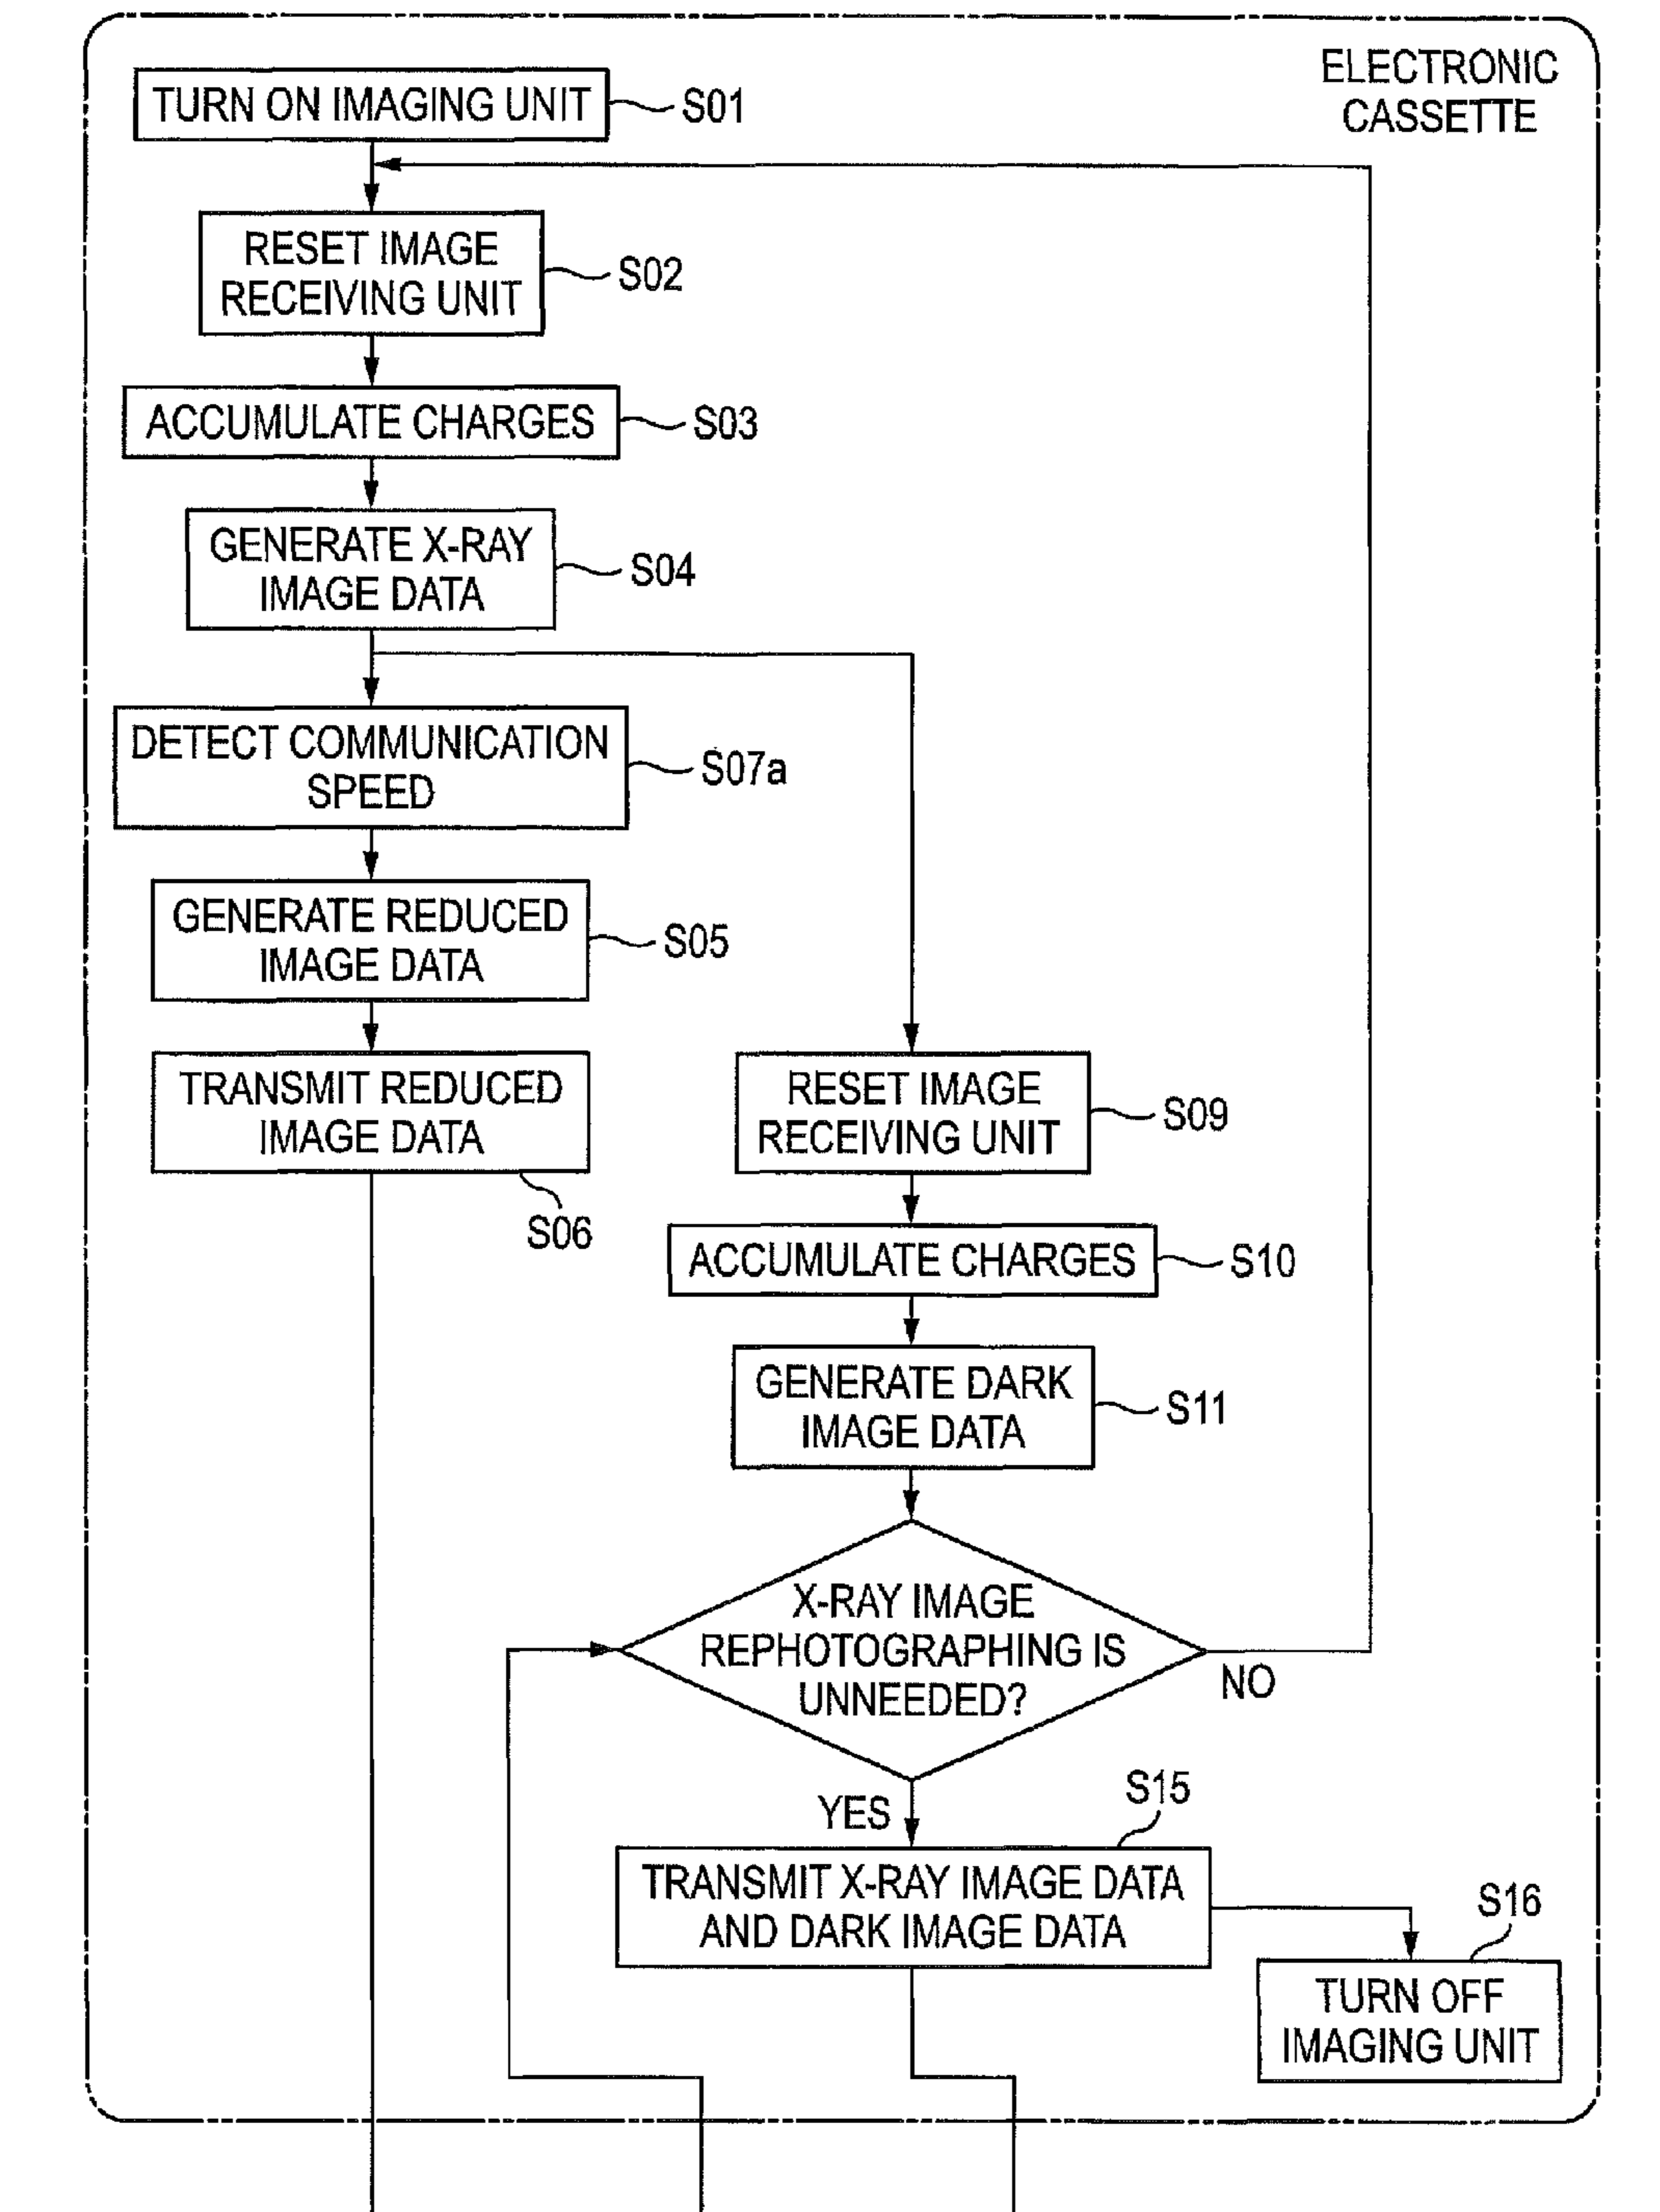 ELECTRONIC
CASSETTE
TURN ON IMAGING UNIT
S01
RESET IMAGE
RECEIVING UNIT
S02
ACCUMULATE CHARGES
S03
GENERATE X-RAY
IMAGE DATA
S04
DETECT COMMUNICATION
SPEED
S07a
GENERATE REDUCED
IMAGE DATA
S05
TRANSMIT REDUCED
IMAGE DATA
S06
RESET IMAGE
RECEIVING UNIT
S09
ACCUMULATE CHARGES
S10
GENERATE DARK
IMAGE DATA
S11
X-RAY IMAGE
REPHOTOGRAPHING IS
UNNEEDED?
NO
YES
S15
TRANSMIT X-RAY IMAGE DATA
AND DARK IMAGE DATA
S16
TURN OFF
IMAGING UNIT